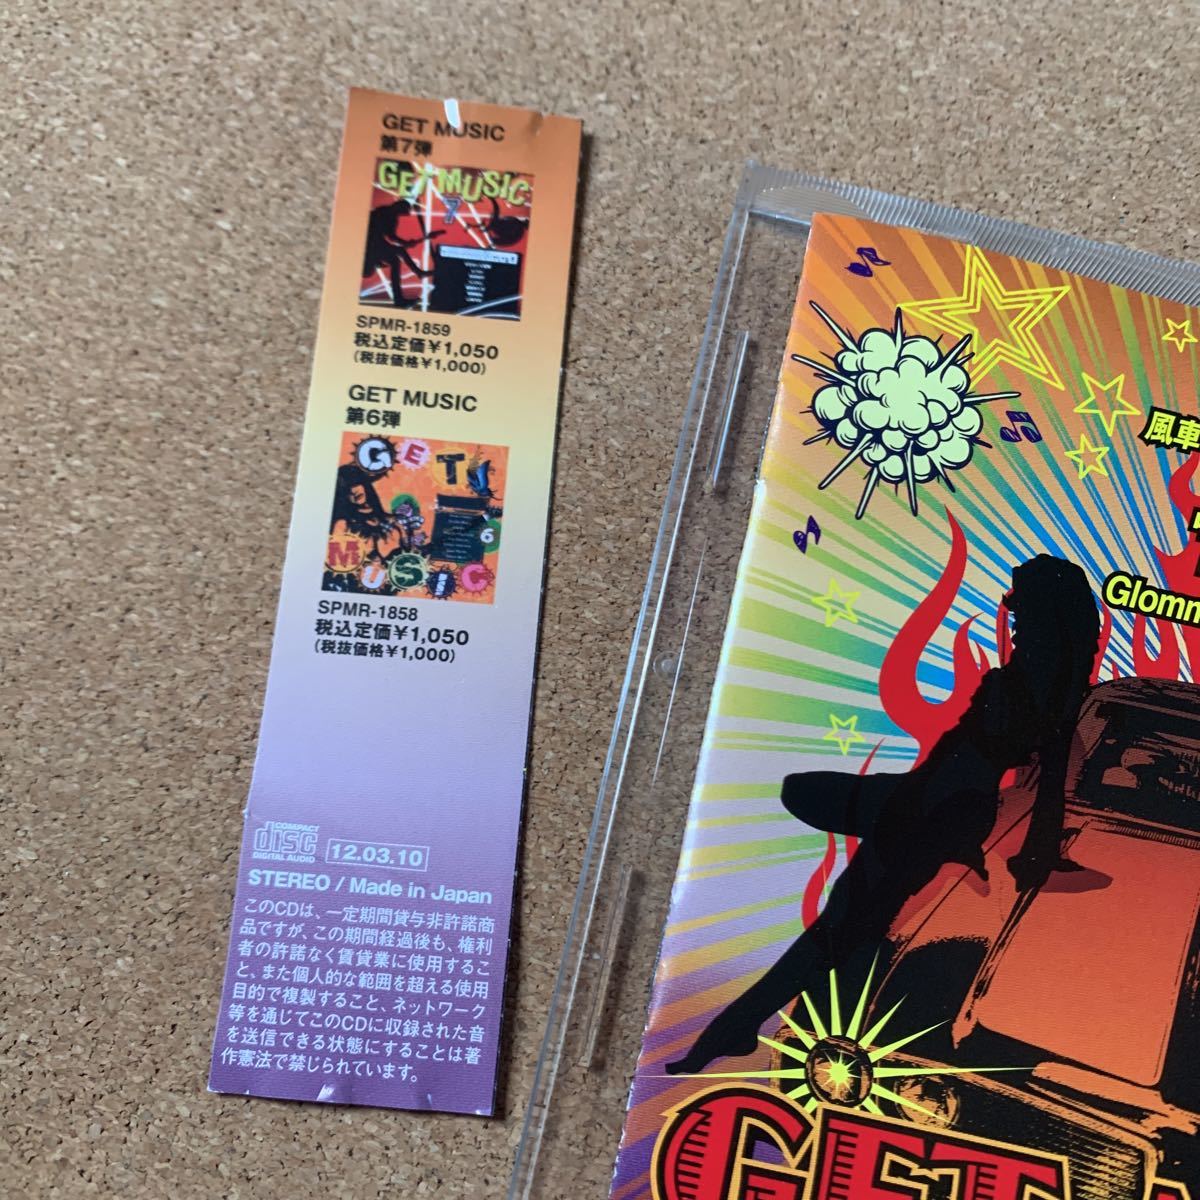 GET MUSIC
第7弾
GET MUSIC
7
SPMR-1859
税込定価¥1,050
(税抜価格¥1,000)
GET MUSIC
第6弾
GET
6
MUSIC
SPMR-1858
税込定価¥1,050
(税抜価格¥1,000)
COMPACT
disc
DIGITAL AUDIO
12.03.10
STEREO / Made in Japan
このCDは、一定期間貸与非許諾商
品ですが、この期間経過後も、権利
者の許諾なく賃貸業に使用するこ
と、また個人的な範囲を超える使用
目的で複製すること、ネットワーク
等を通じてこのCDに収録された音
を送信できる状態にすることは著
作憲法で禁じられています。
風車
Glomm
GET